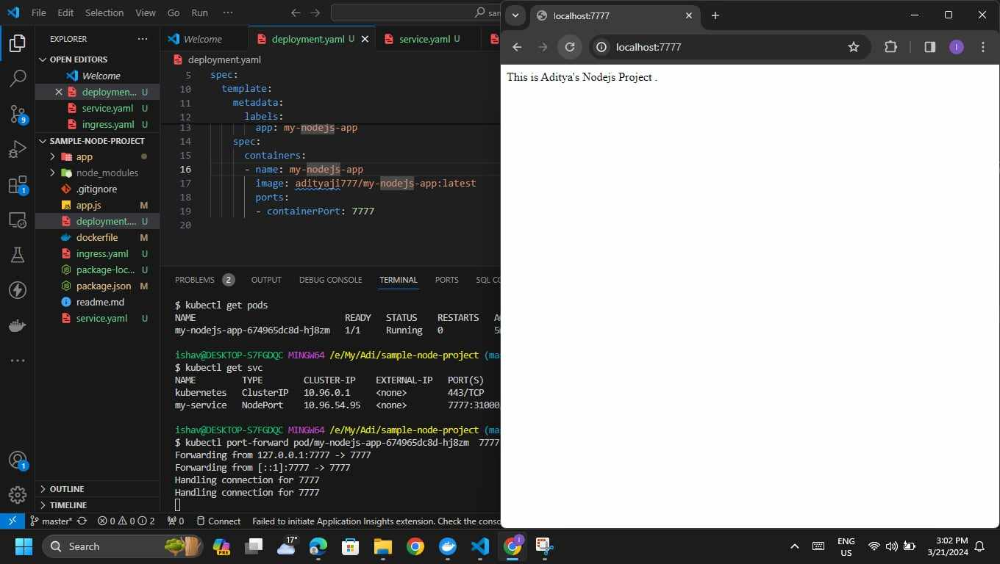 File Edit Selection View Go Run ···
EXPLORER
OPEN EDITORS
Welcome
deploymen... U
service.yaml U
ingress.yaml U
SAMPLE-NODE-PROJECT
app
node_modules
.gitignore
app.js M
deployment.... U
dockerfile M
ingress.yaml U
package-loc... U
package.json M
readme.md
service.yaml U
OUTLINE
TIMELINE
9
1
1
Welcome
deployment.yaml U
service.yaml U
deployment.yaml
5 spec:
10 template:
11 metadata:
12 labels:
13 app: my-nodejs-app
14 spec:
15 containers:
16 - name: my-nodejs-app
17 image: adityaji777/my-nodejs-app:latest
18 ports:
19 - containerPort: 7777
20
PROBLEMS 2 OUTPUT DEBUG CONSOLE TERMINAL PORTS SQL CO
$ kubectl get pods
NAME READY STATUS RESTARTS A
my-nodejs-app-674965dc8d-hj8zm 1/1 Running 0 5
ishav@DESKTOP-S7FGDQC MINGW64 /e/My/Adi/sample-node-project (ma
$ kubectl get svc
NAME TYPE CLUSTER-IP EXTERNAL-IP PORT(S)
kubernetes ClusterIP 10.96.0.1 <none> 443/TCP
my-service NodePort 10.96.54.95 <none> 7777:31000
ishav@DESKTOP-S7FGDQC MINGW64 /e/My/Adi/sample-node-project (ma
$ kubectl port-forward pod/my-nodejs-app-674965dc8d-hj8zm 7777
Forwarding from 127.0.0.1:7777 -> 7777
Forwarding from [::1]:7777 -> 7777
Handling connection for 7777
Handling connection for 7777
master* 0 0 2 0 Connect Failed to initiate Application Insights extension. Check the conso
localhost:7777
localhost:7777
I
This is Aditya's Nodejs Project .
Search
PRE
17°
ENG
US
3:02 PM
3/21/2024